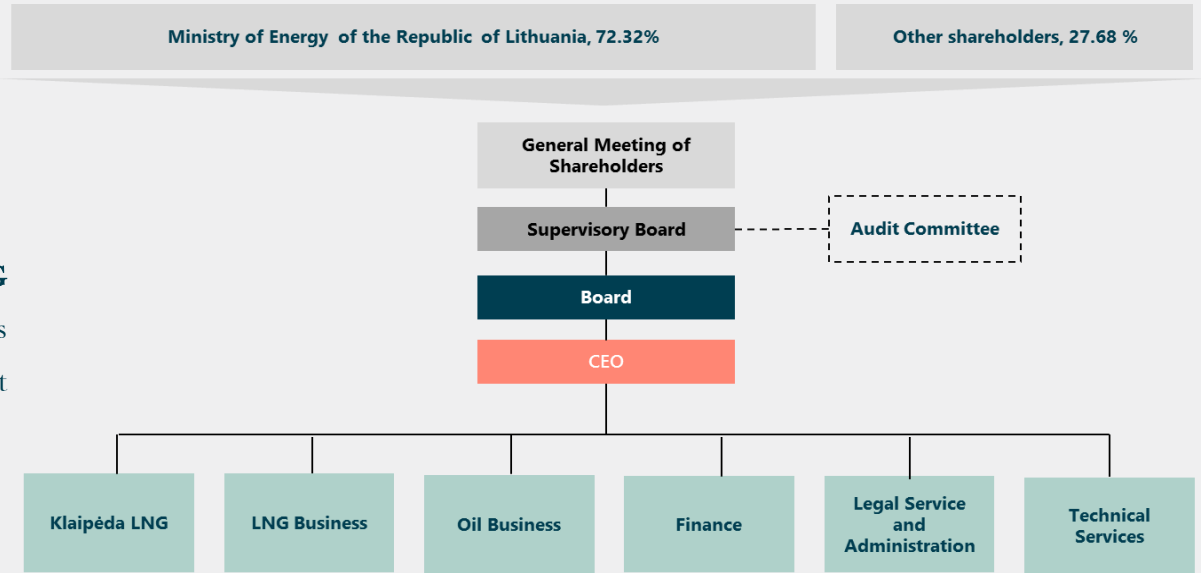 Ministry of Energy of the Republic of Lithuania, 72.32%
Other shareholders, 27.68 %
General Meeting of
Shareholders
Supervisory Board
Audit Committee
Board
CEO
Klaipėda LNG
LNG Business
Oil Business
Finance
Legal Service
and
Administration
Technical
Services